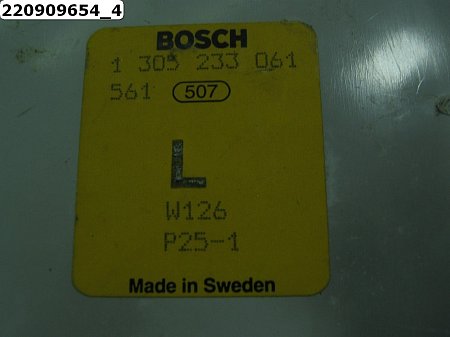 220909654_4
BOSCH
1 305 233 061
561 507
L
W126
P25-1
Made in Sweden